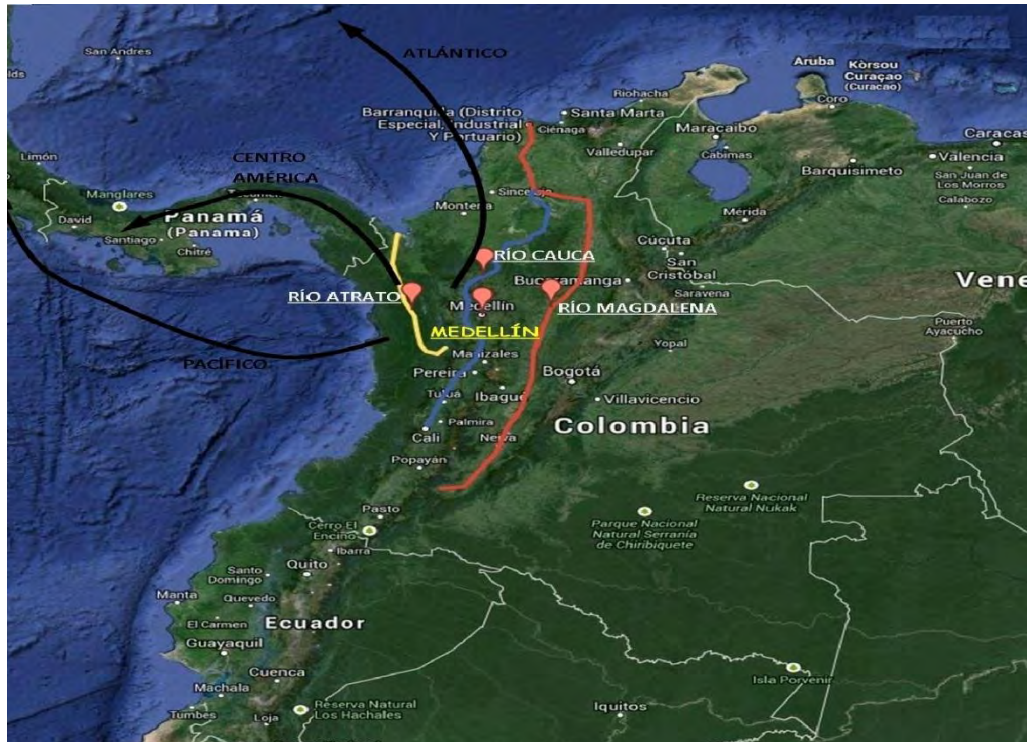 San Andres
lds
ATLÁNTICO
Aruba
Kòrsou
Curaçao
(Curacao)
Riohacha
Coro
Barranquilla (Distrito
Especial, Industrial
Y Portuario)
Santa Marta
Ciénaga
Maracaibo
Caracas
Limón
CENTRO
AMÉRICA
Valledupar
Cabimas
Valencia
Barquisimeto
San Juan de
Los Morros
Manglares
Sincelejo
Calabozo
David
Panamá
(Panama)
Montería
Mérida
Santiago
Chitré
Cúcuta
RÍO CAUCA
San
Cristóbal
Bucaramanga
Vene
RÍO ATRATO
Saravena
Medellín
RÍO MAGDALENA
Puerto
Ayacucho
MEDELLÍN
Yopal
PACÍFICO
Manizales
Pereira
Bogotá
Tuluá
Ibagué
Villavicencio
Palmira
Colombia
Cali
Neiva
Popayán
Reserva Nacional
Natural Nukak
Pasto
Cerro El
Encino
Parque Nacional
Natural Serranía
de Chiribiquete
Ibarra
Santo
Domingo
Quito
Manta
Quevedo
El Carmen
Ecuador
Guayaquil
Cuenca
Isla Porvenir
Machala
Reserva Natural
Los Hachales
Tumbes
Loja
Iquitos